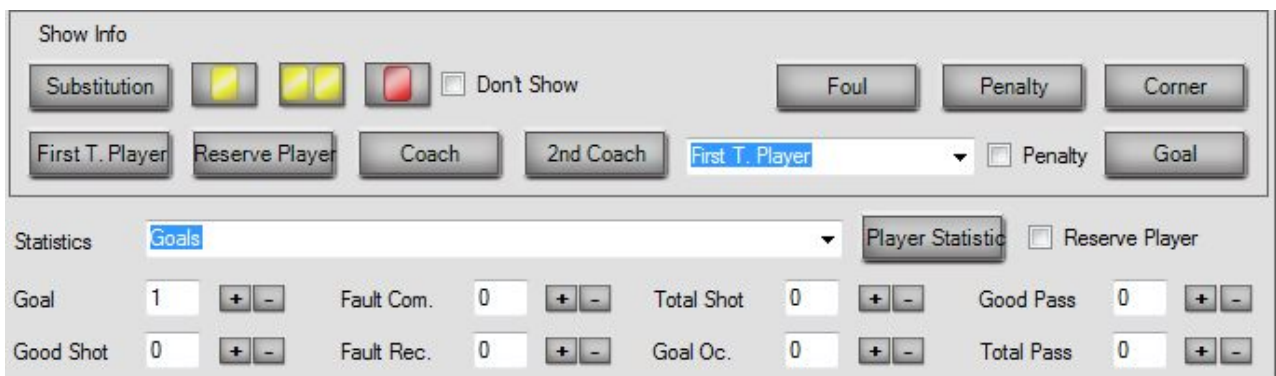 Show Info
Substitution Don't Show Foul Penalty Corner
First T. Player Reserve Player Coach 2nd Coach First T. Player Penalty Goal
Statistics Goals Player Statistic Reserve Player
Goal 1 + - Fault Com. 0 + - Total Shot 0 + - Good Pass 0 + -
Good Shot 0 + - Fault Rec. 0 + - Goal Oc. 0 + - Total Pass 0 + -